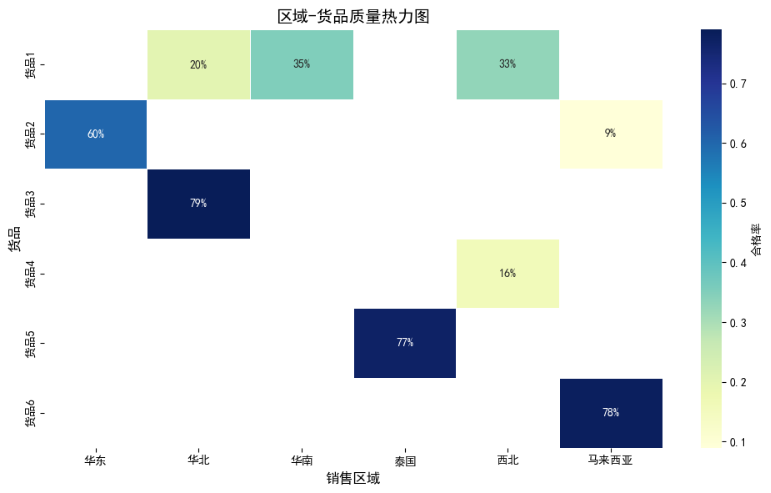 区域-货品质量热力图
货品
货品1
20%
35%
33%
货品2
60%
9%
货品3
79%
货品4
16%
货品5
77%
货品6
78%
华东
华北
华南
泰国
西北
马来西亚
销售区域
0.7
0.6
0.5
0.4
0.3
0.2
0.1
合格率